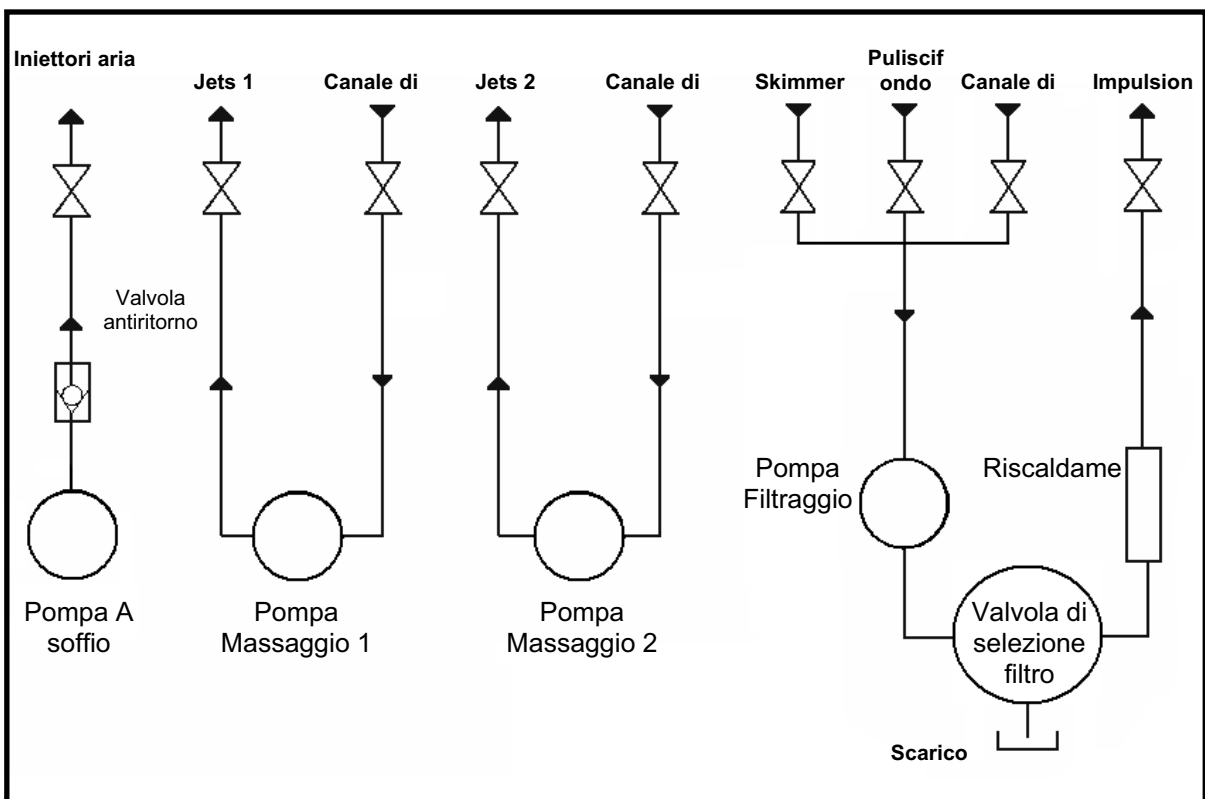 Iniettori aria
Jets 1
Canale di
Jets 2
Canale di
Skimmer
Puliscif
ondo
Canale di
Impulsion
Valvola
antiritorno
Pompa
Filtraggio
Riscaldame
Pompa A
soffio
Pompa
Massaggio 1
Pompa
Massaggio 2
Valvola di
selezione
filtro
Scarico